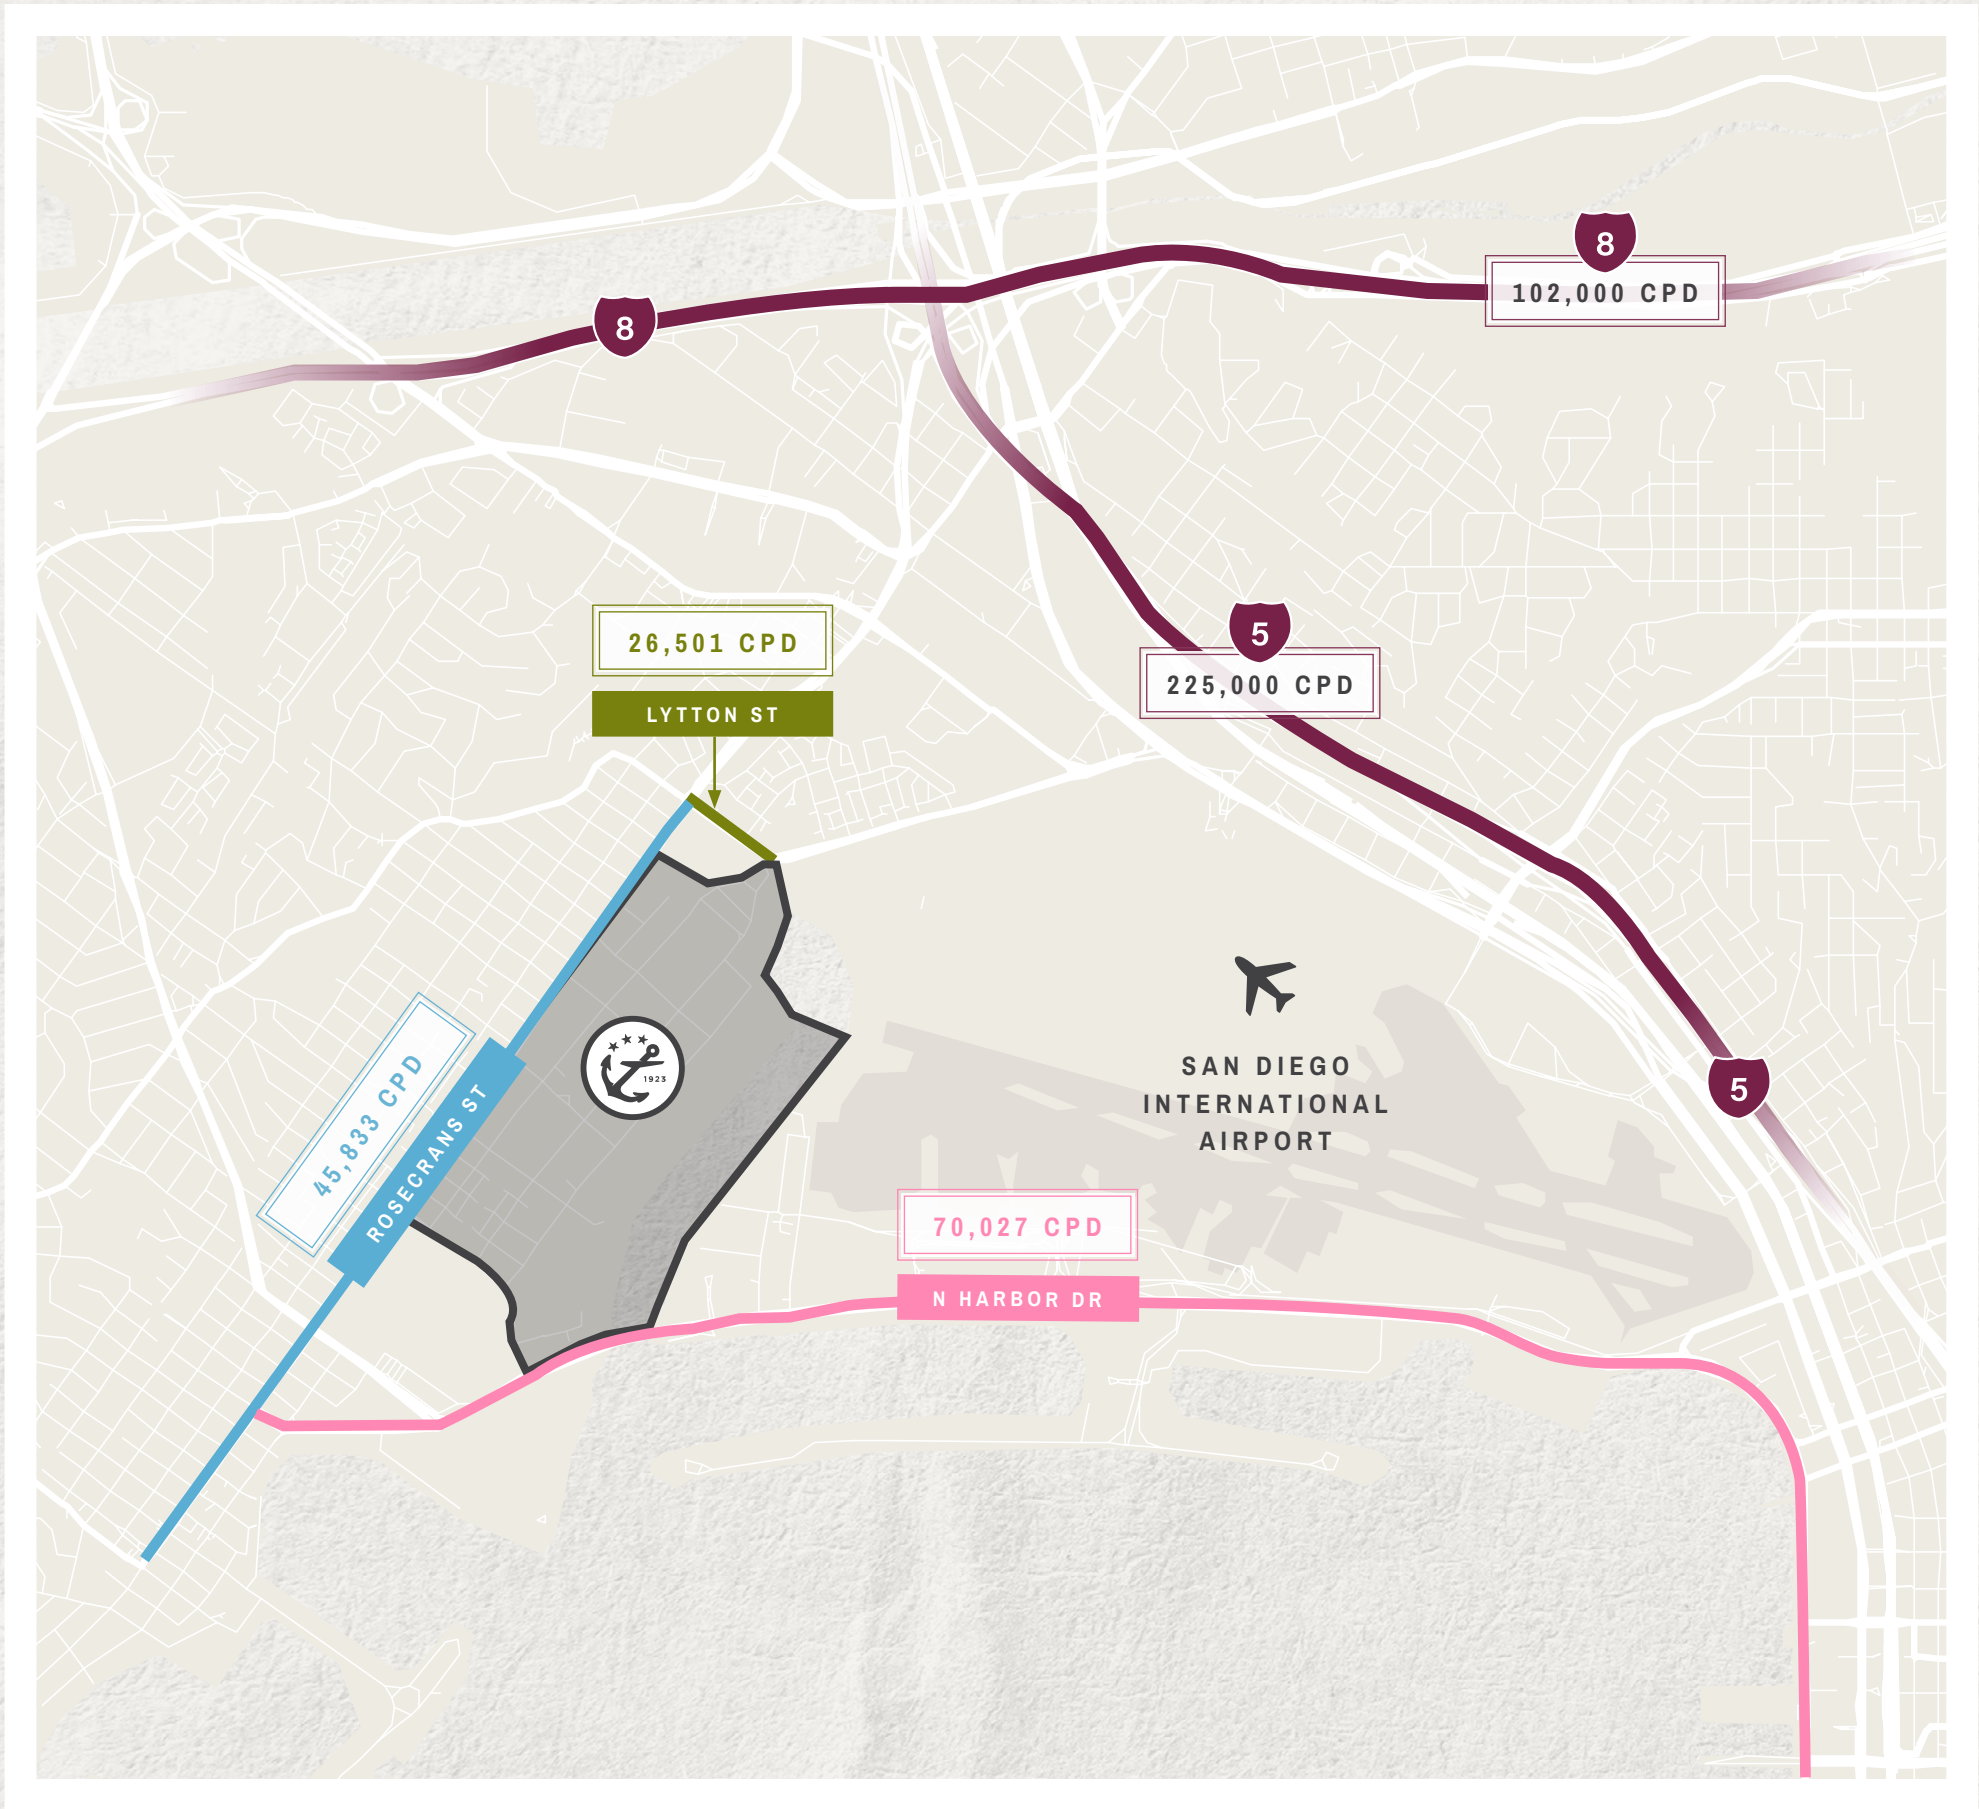 8
102,000 CPD
8
26,501 CPD
LYTTON ST
5
225,000 CPD
SAN DIEGO
INTERNATIONAL
AIRPORT
45,833 CPD
ROSECRANS ST
1923
5
70,027 CPD
N HARBOR DR